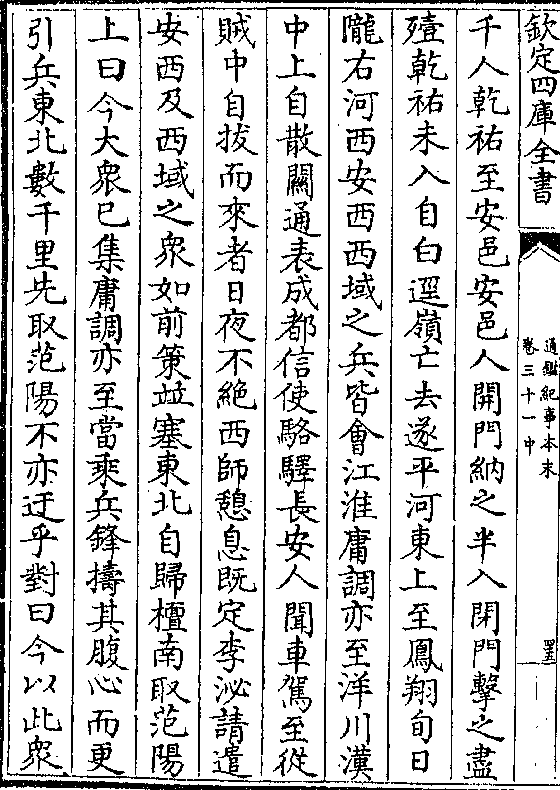 欽定四庫全書
通鑑紀事本末
卷三十一中
千人乾祐至安邑安邑人開門納之半入閉門擊之盡
殪乾祐未入自白逕嶺亡去遂平河東上至鳳翔旬日
隴右河西安西西域之兵皆會江淮庸調亦至洋川漢
中上自散關通表成都信使駱驛長安人聞車駕至從
賊中自拔而來者日夜不絶西師憩息既定李泌請遣
安西及西域之衆如前策並塞東北自歸檀南取范陽
上曰今大衆已集庸調亦至當乘兵鋒擣其腹心而更
引兵東北數千里先取范陽不亦迂乎對曰今以此衆